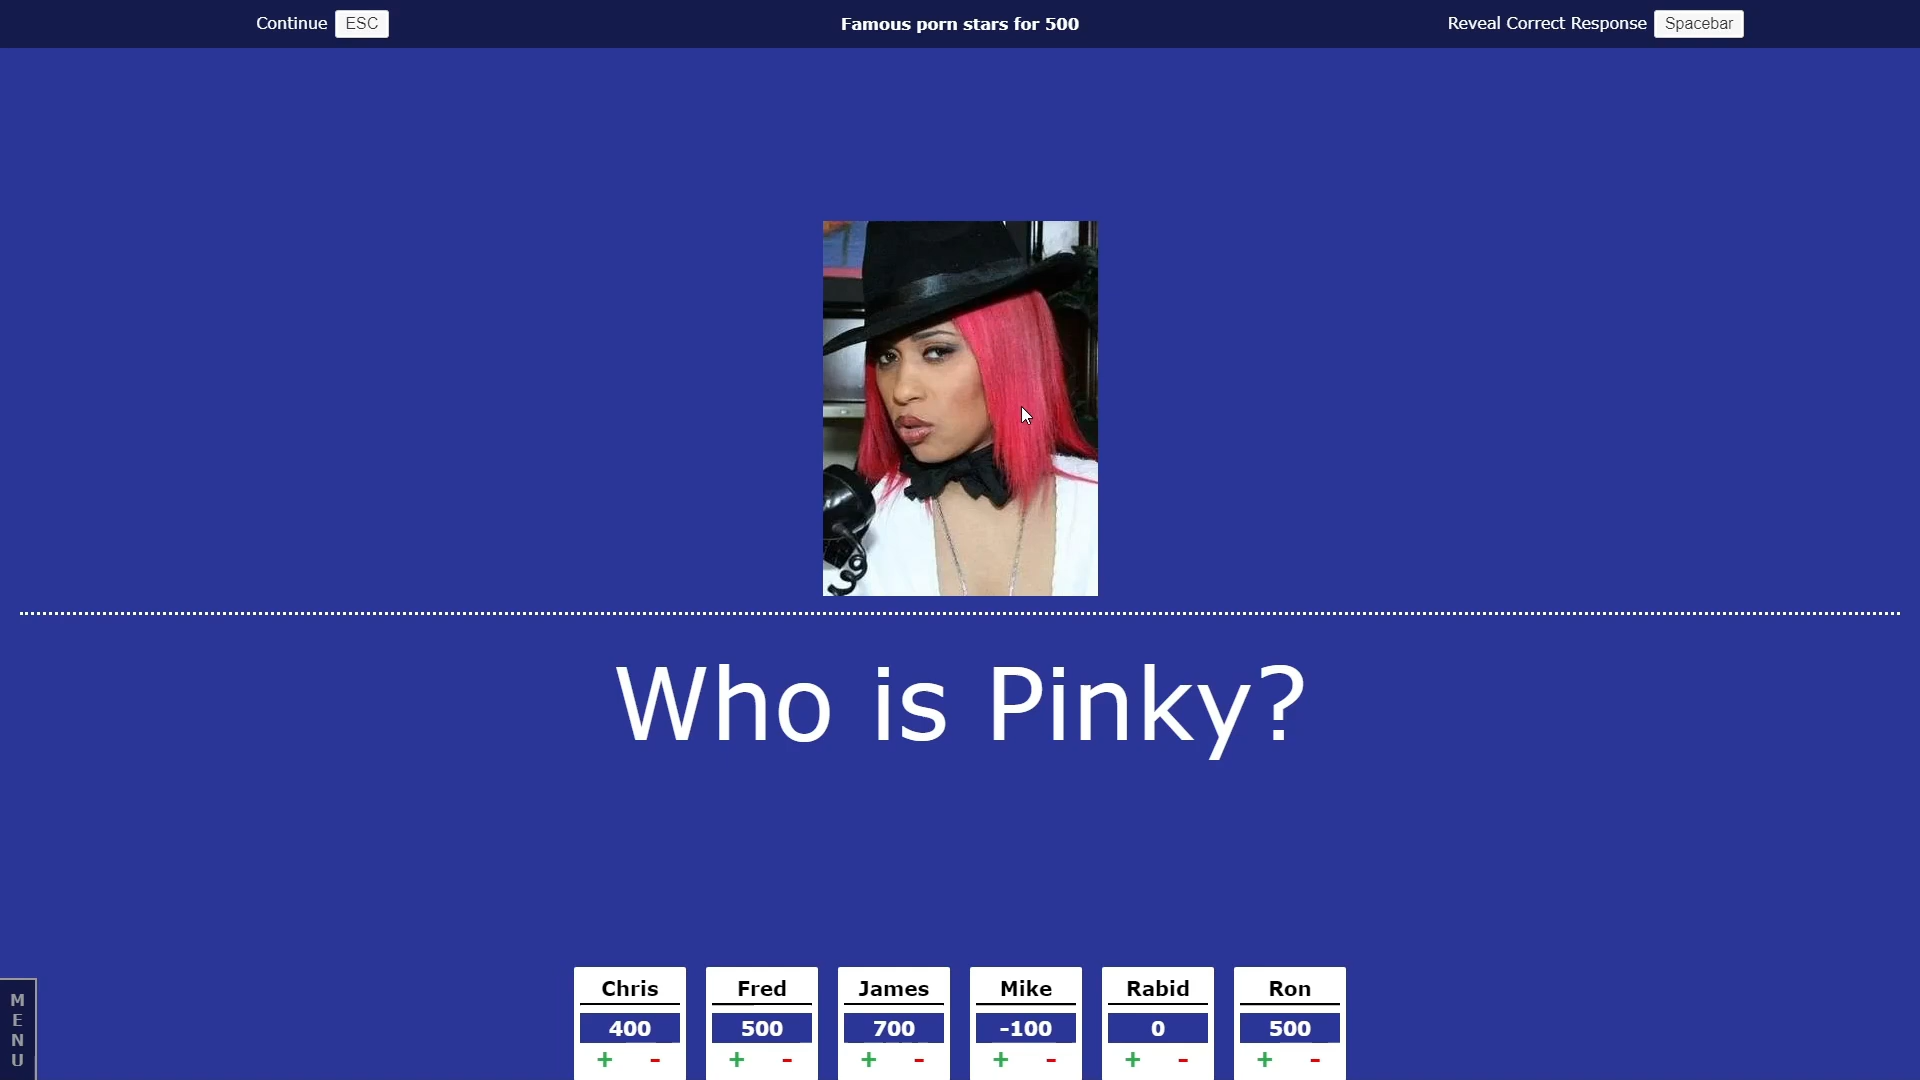 Continue ESC Famous porn stars for 500 Reveal Correct Response Spacebar
Who is Pinky?
Chris Fred James Mike Rabid Ron
400 500 700 -100 0 500
+ - + - + - + - + - + -
MENU